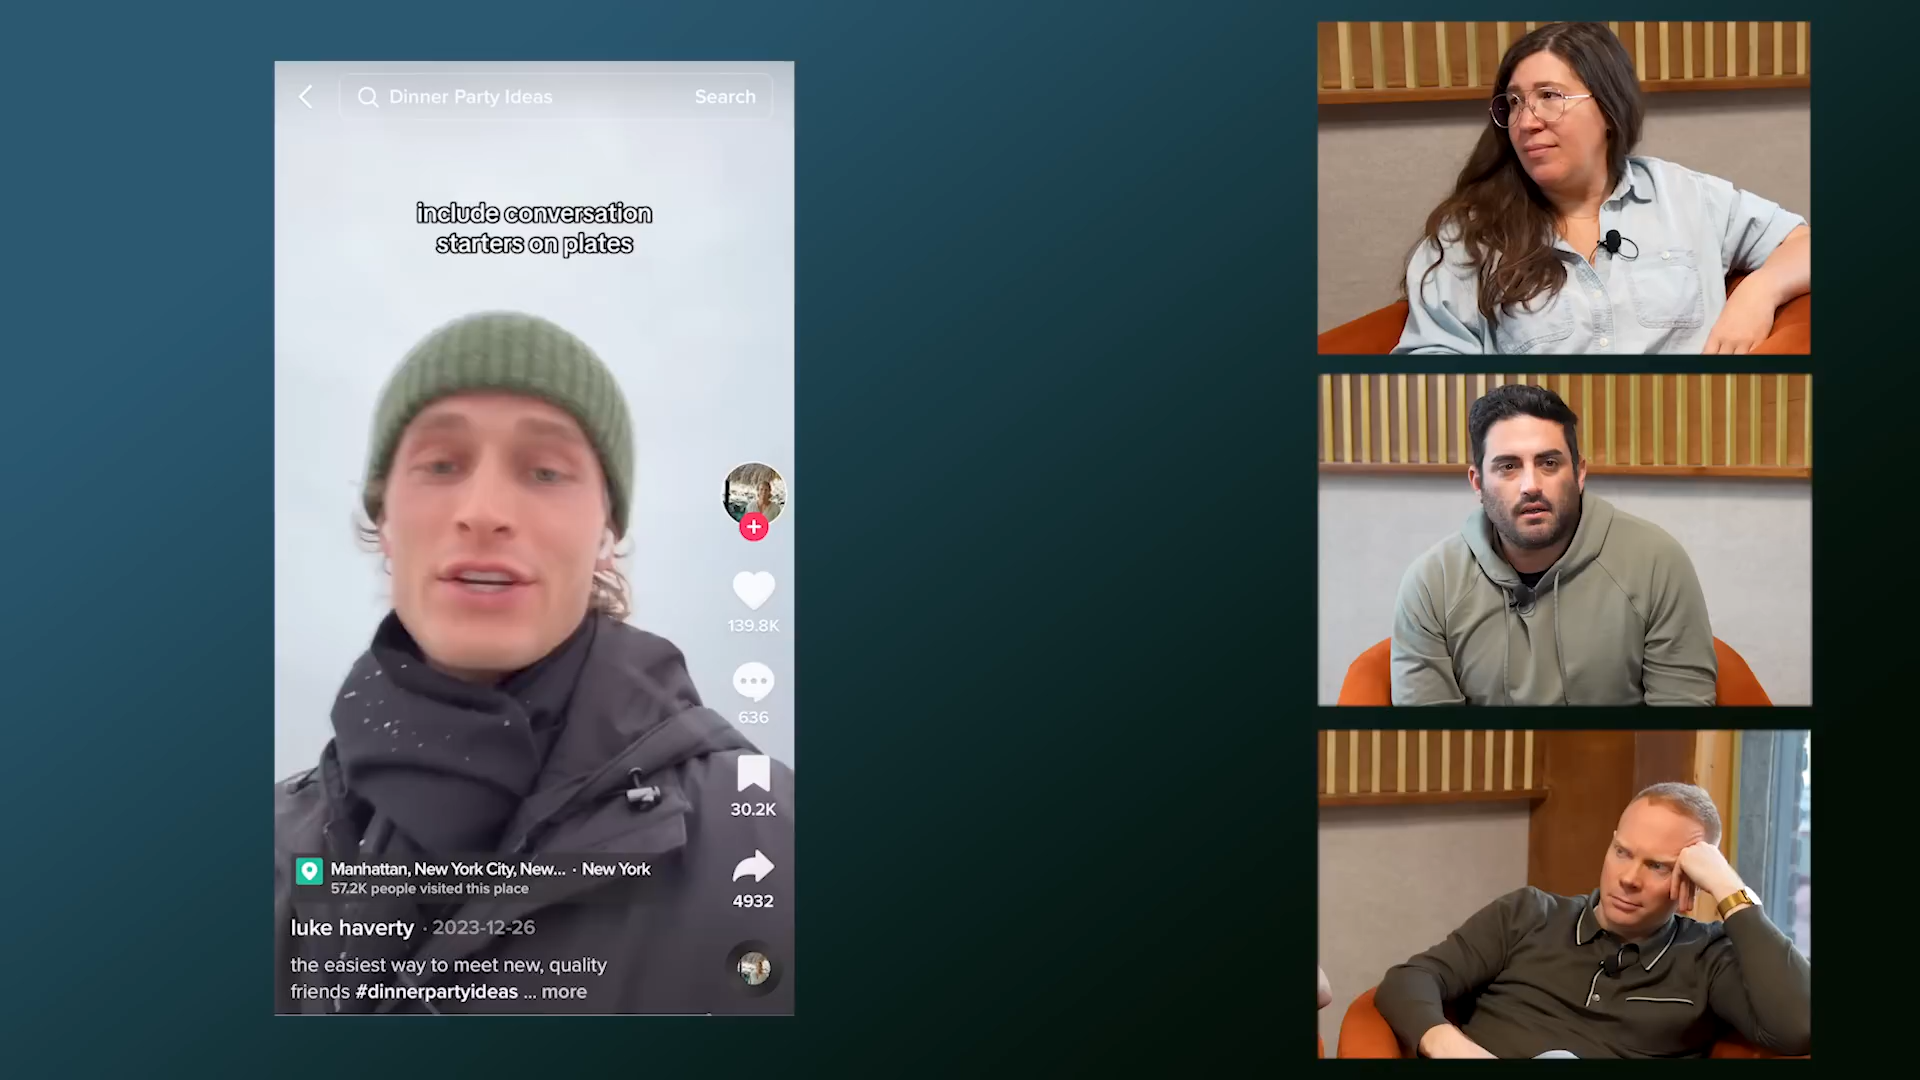 Dinner Party Ideas
Search
include conversation
starters on plates
139.8K
636
30.2K
4932
Manhattan, New York City, New... · New York
57.2K people visited this place
luke haverty · 2023-12-26
the easiest way to meet new, quality
friends #dinnerpartyideas ... more